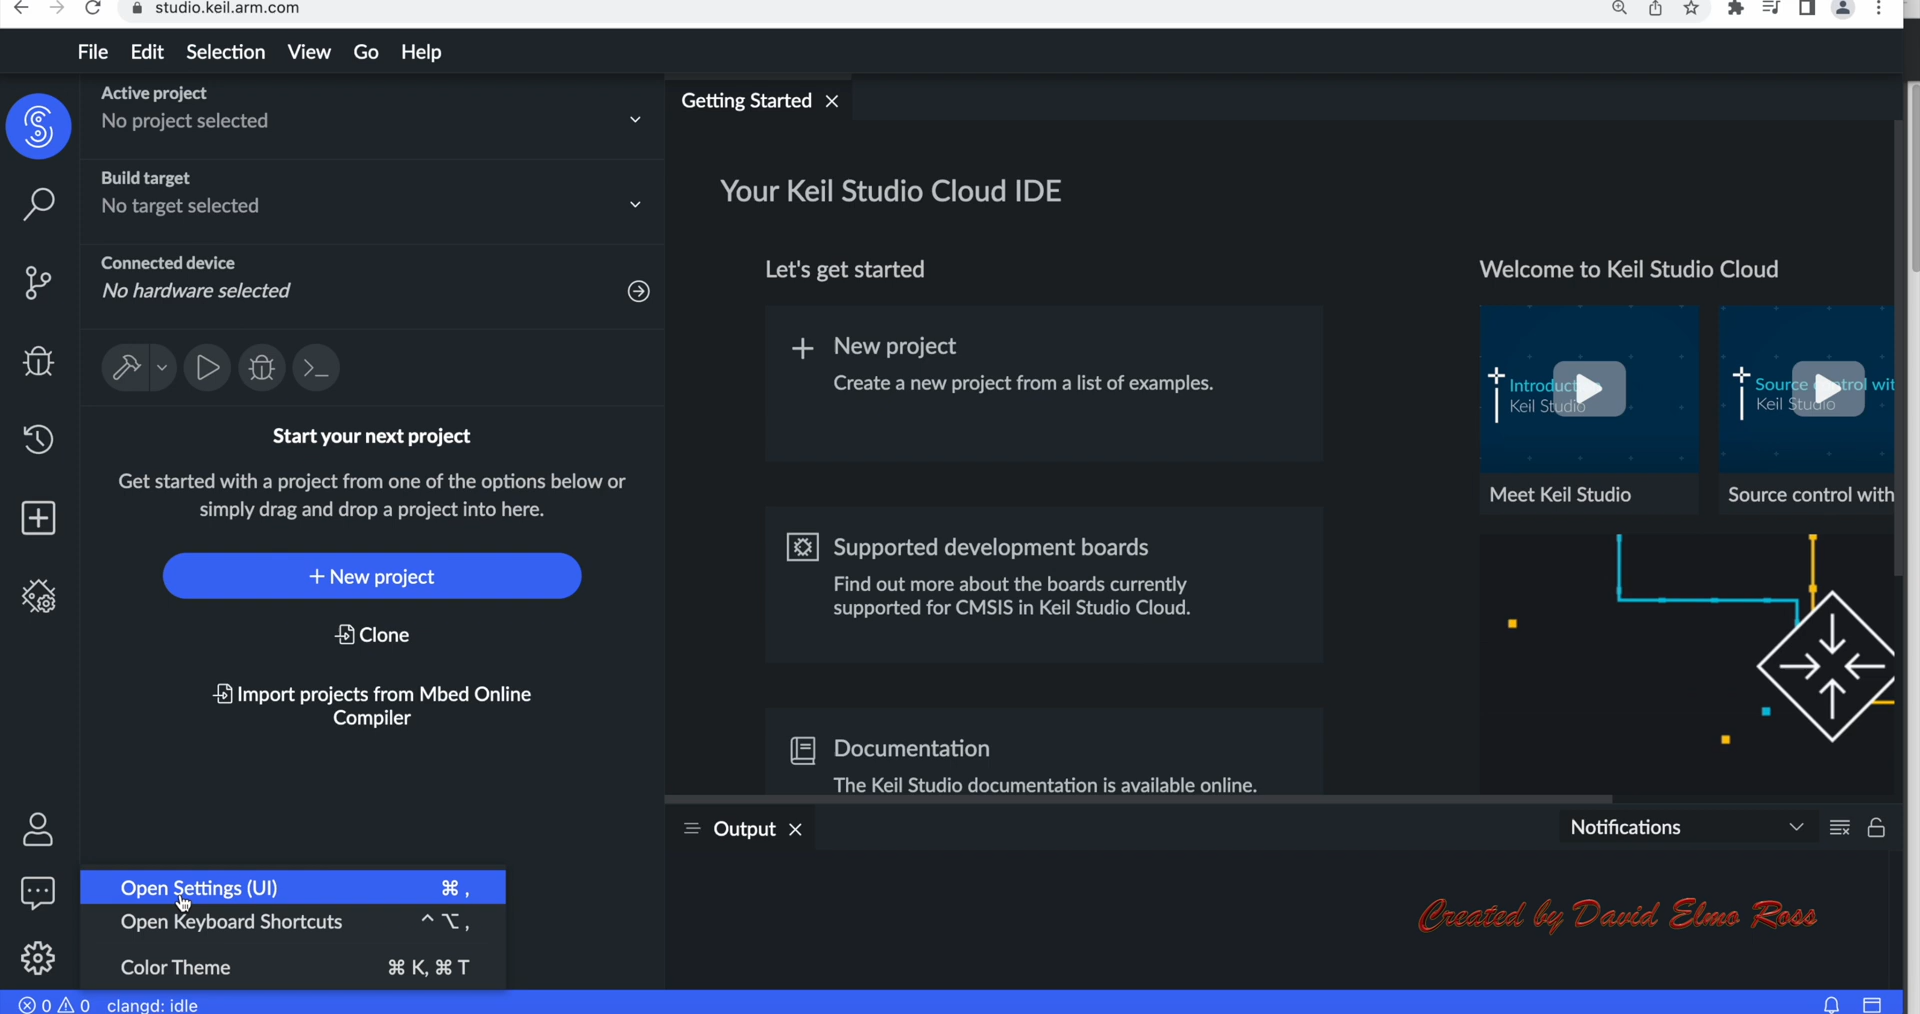 studio.keil.arm.com
File Edit Selection View Go Help
Active project
No project selected
Build target
No target selected
Connected device
No hardware selected
Start your next project
Get started with a project from one of the options below or
simply drag and drop a project into here.
+ New project
Clone
Import projects from Mbed Online
Compiler
Open Settings (UI) ⌘ ,
Open Keyboard Shortcuts ^ ⌥ ,
Color Theme ⌘ K, ⌘ T
Getting Started
Your Keil Studio Cloud IDE
Let's get started
New project
Create a new project from a list of examples.
Supported development boards
Find out more about the boards currently
supported for CMSIS in Keil Studio Cloud.
Documentation
The Keil Studio documentation is available online.
Welcome to Keil Studio Cloud
Keil Studio
Meet Keil Studio
Source wit
Keil Studio
Source control with
Output
Notifications
Created by David Elmo Ross
0 0 clangd: idle